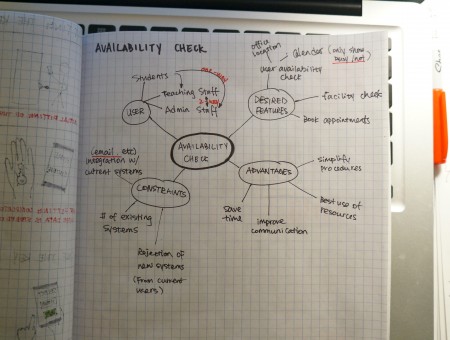 AVAILABILITY CHECK
office
location
Calendar (only show
busy/not)
user availability
check
Facility check
Book appointments
DESIRED
FEATURES
Students
Teaching Staff
Admin Staff
USER
AVAILABILITY
CHECK
(email, etc)
integration w/
current systems
CONSTRAINTS
# of existing
systems
Rejection of
new systems
(from current
users)
ADVANTAGES
Simplify
procedures
Best use of
resources
save
time
improve
communication